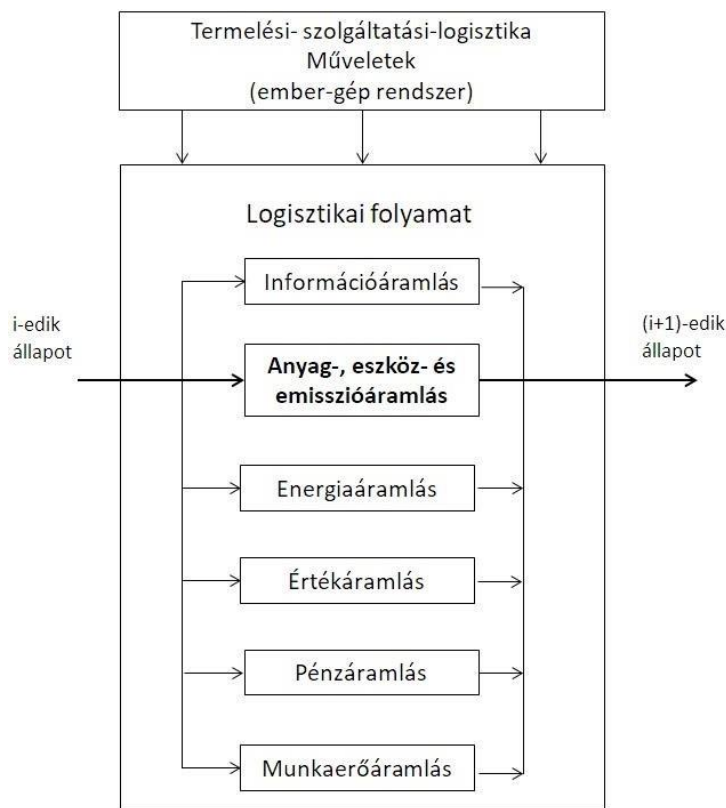 Termelési- szolgáltatási-logisztika
Műveletek
(ember-gép rendszer)
Logisztikai folyamat
Információáramlás
i-edik
állapot
(i+1)-edik
állapot
Anyag-, eszköz- és
emisszióáramlás
Energiaáramlás
Értékáramlás
Pénzáramlás
Munkaerőáramlás